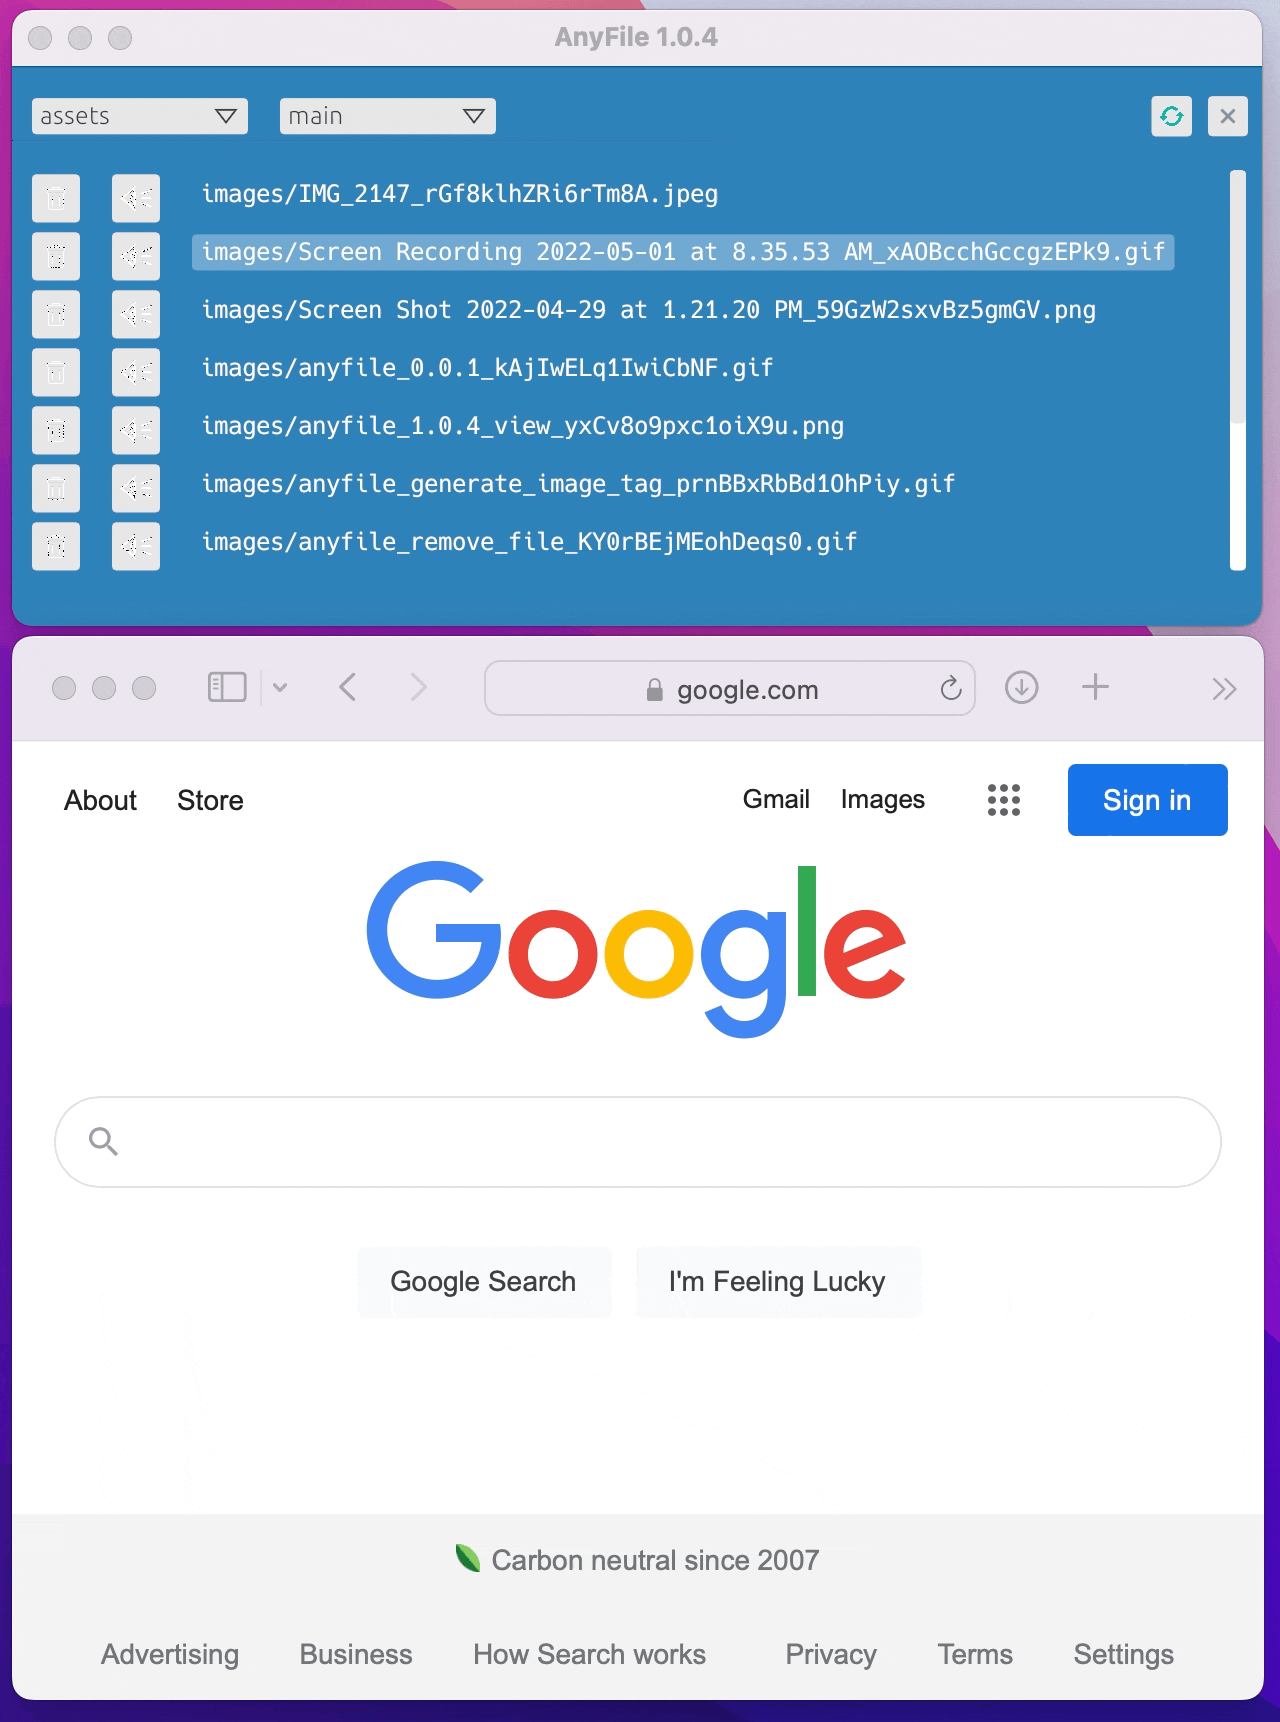 AnyFile 1.0.4
assets main
images/IMG_2147_rGf8klhZRi6rTm8A.jpeg
images/Screen Recording 2022-05-01 at 8.35.53 AM_xAOBcchGccgzEPk9.gif
images/Screen Shot 2022-04-29 at 1.21.20 PM_59GzW2sxvBz5gmGV.png
images/anyfile_0.0.1_kAjIwELq1IwiCbNF.gif
images/anyfile_1.0.4_view_yxCv8o9pxc1oiX9u.png
images/anyfile_generate_image_tag_prnBBxRbBd1OhPiy.gif
images/anyfile_remove_file_KY0rBEjMEohDeqs0.gif
google.com
About Store Gmail Images Sign in
Google
Google Search I'm Feeling Lucky
Carbon neutral since 2007
Advertising Business How Search works Privacy Terms Settings